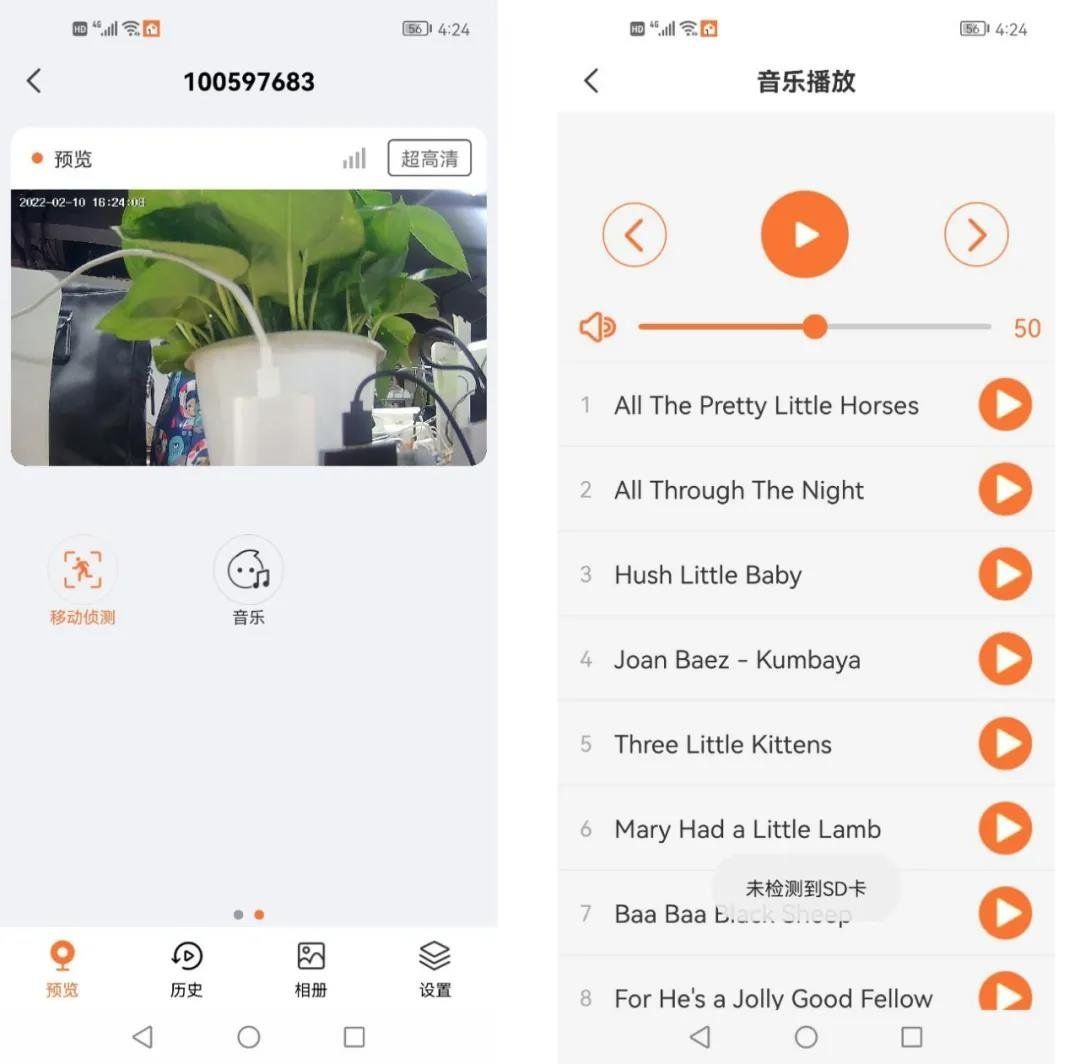 HD 4G 56 4:24
100597683
预览 超高清
2022-02-10 16:24:08
移动侦测 音乐
预览 历史 相册 设置
HD 4G 56 4:24
音乐播放
50
1 All The Pretty Little Horses
2 All Through The Night
3 Hush Little Baby
4 Joan Baez - Kumbaya
5 Three Little Kittens
6 Mary Had a Little Lamb
未检测到SD卡
7 Baa Baa Black Sheep
8 For He's a Jolly Good Fellow